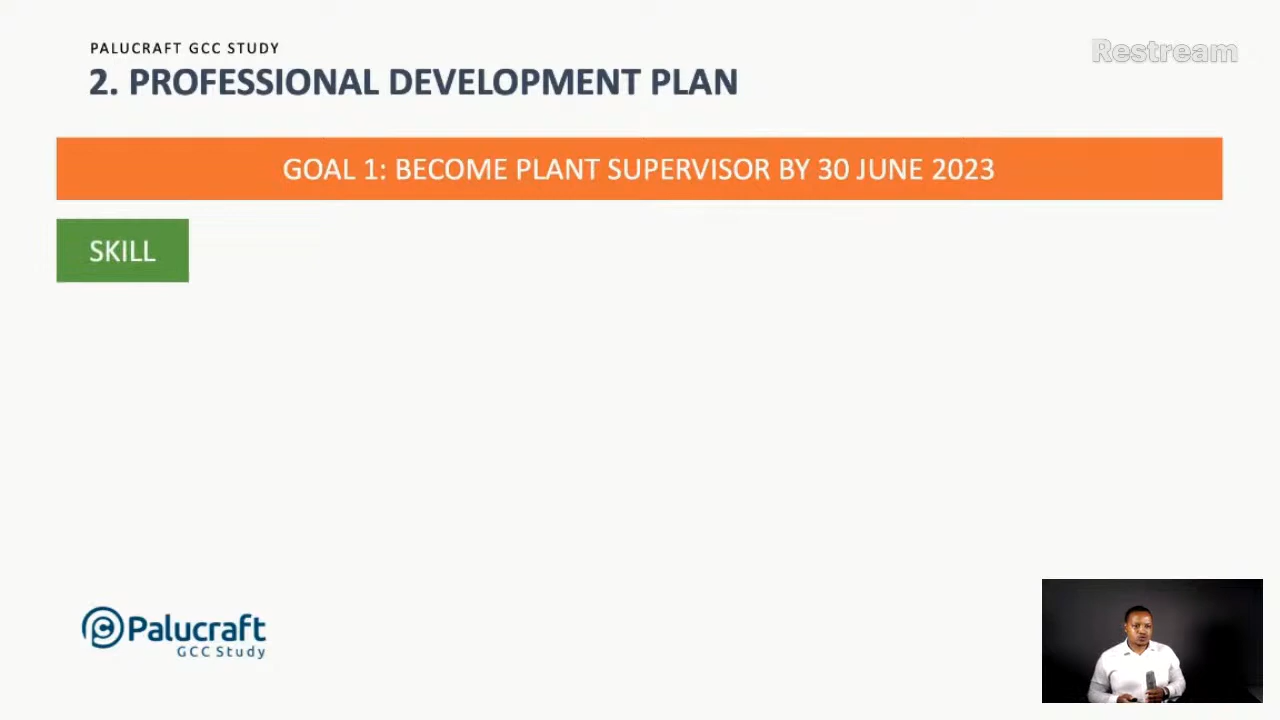 PALUCRAFT GCC STUDY
Restream
2. PROFESSIONAL DEVELOPMENT PLAN
GOAL 1: BECOME PLANT SUPERVISOR BY 30 JUNE 2023
SKILL
Palucraft
GCC Study